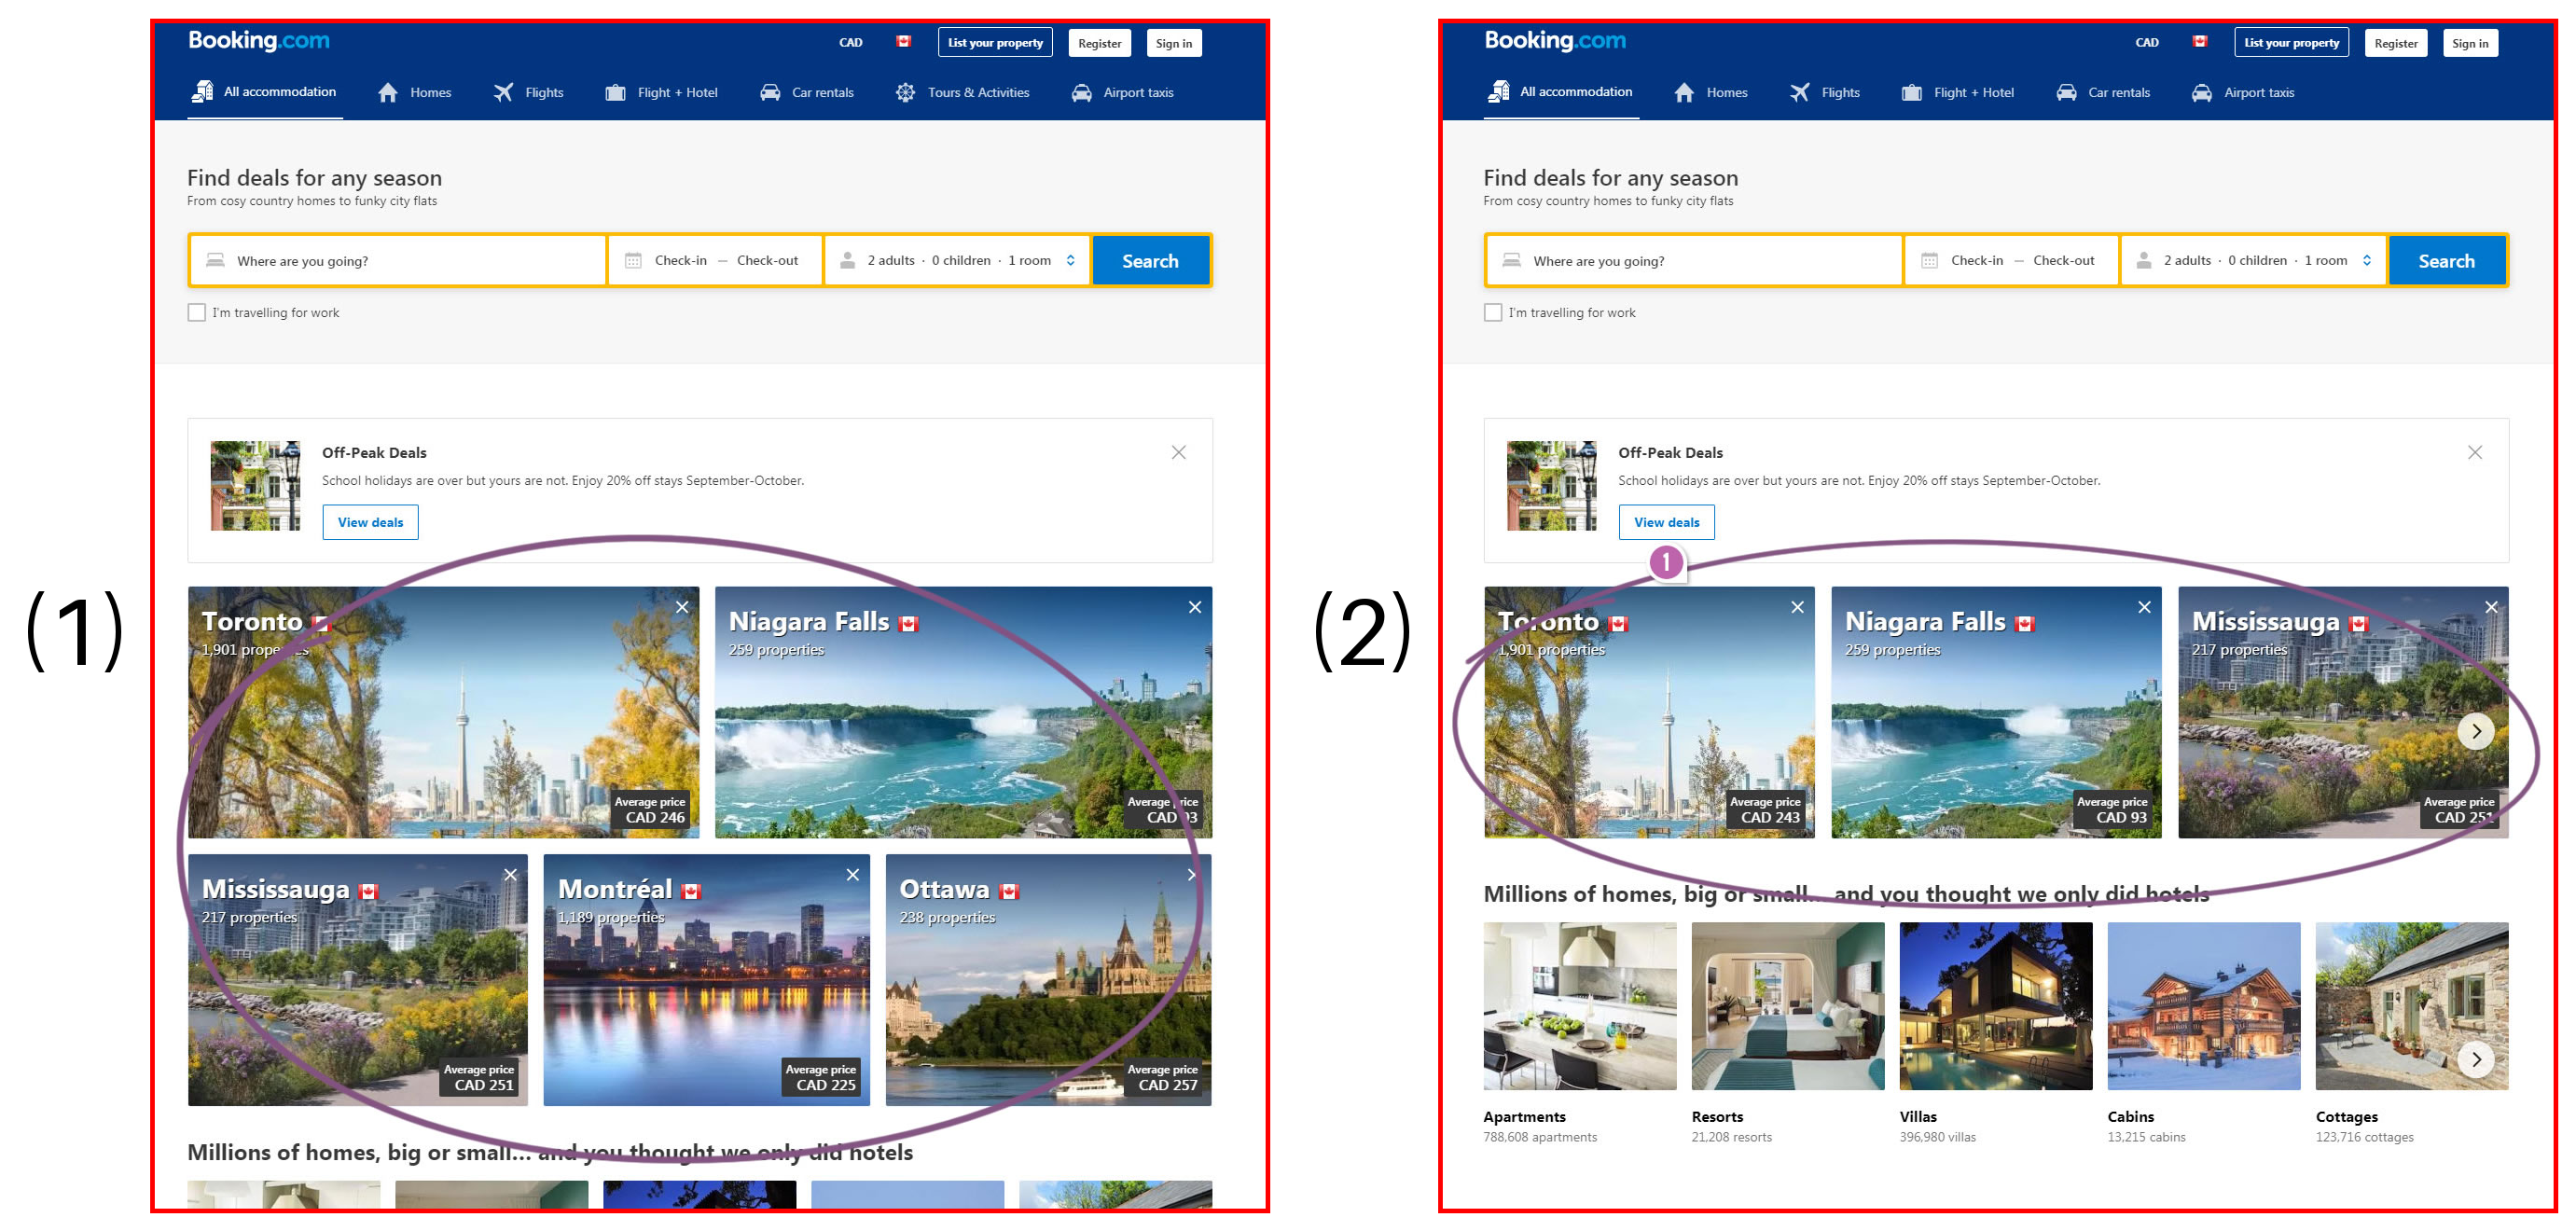 (1)
Booking.com
CAD
List your property
Register
Sign in
All accommodation
Homes
Flights
Flight + Hotel
Car rentals
Tours & Activities
Airport taxis
Find deals for any season
From cosy country homes to funky city flats
Where are you going?
Check-in — Check-out
2 adults · 0 children · 1 room
Search
I'm travelling for work
Off-Peak Deals
School holidays are over but yours are not. Enjoy 20% off stays September-October.
View deals
Toronto
1,901 properties
Average price
CAD 246
Niagara Falls
259 properties
Average price
CAD 93
Mississauga
217 properties
Average price
CAD 251
Montréal
1,189 properties
Average price
CAD 225
Ottawa
238 properties
Average price
CAD 257
Millions of homes, big or small... and you thought we only did hotels
(2)
Booking.com
CAD
List your property
Register
Sign in
All accommodation
Homes
Flights
Flight + Hotel
Car rentals
Airport taxis
Find deals for any season
From cosy country homes to funky city flats
Where are you going?
Check-in — Check-out
2 adults · 0 children · 1 room
Search
I'm travelling for work
Off-Peak Deals
School holidays are over but yours are not. Enjoy 20% off stays September-October.
View deals
1
Toronto
1,901 properties
Average price
CAD 243
Niagara Falls
259 properties
Average price
CAD 93
Mississauga
217 properties
Average price
CAD 251
Millions of homes, big or small... and you thought we only did hotels
Apartments
788,608 apartments
Resorts
21,208 resorts
Villas
396,980 villas
Cabins
13,215 cabins
Cottages
123,716 cottages